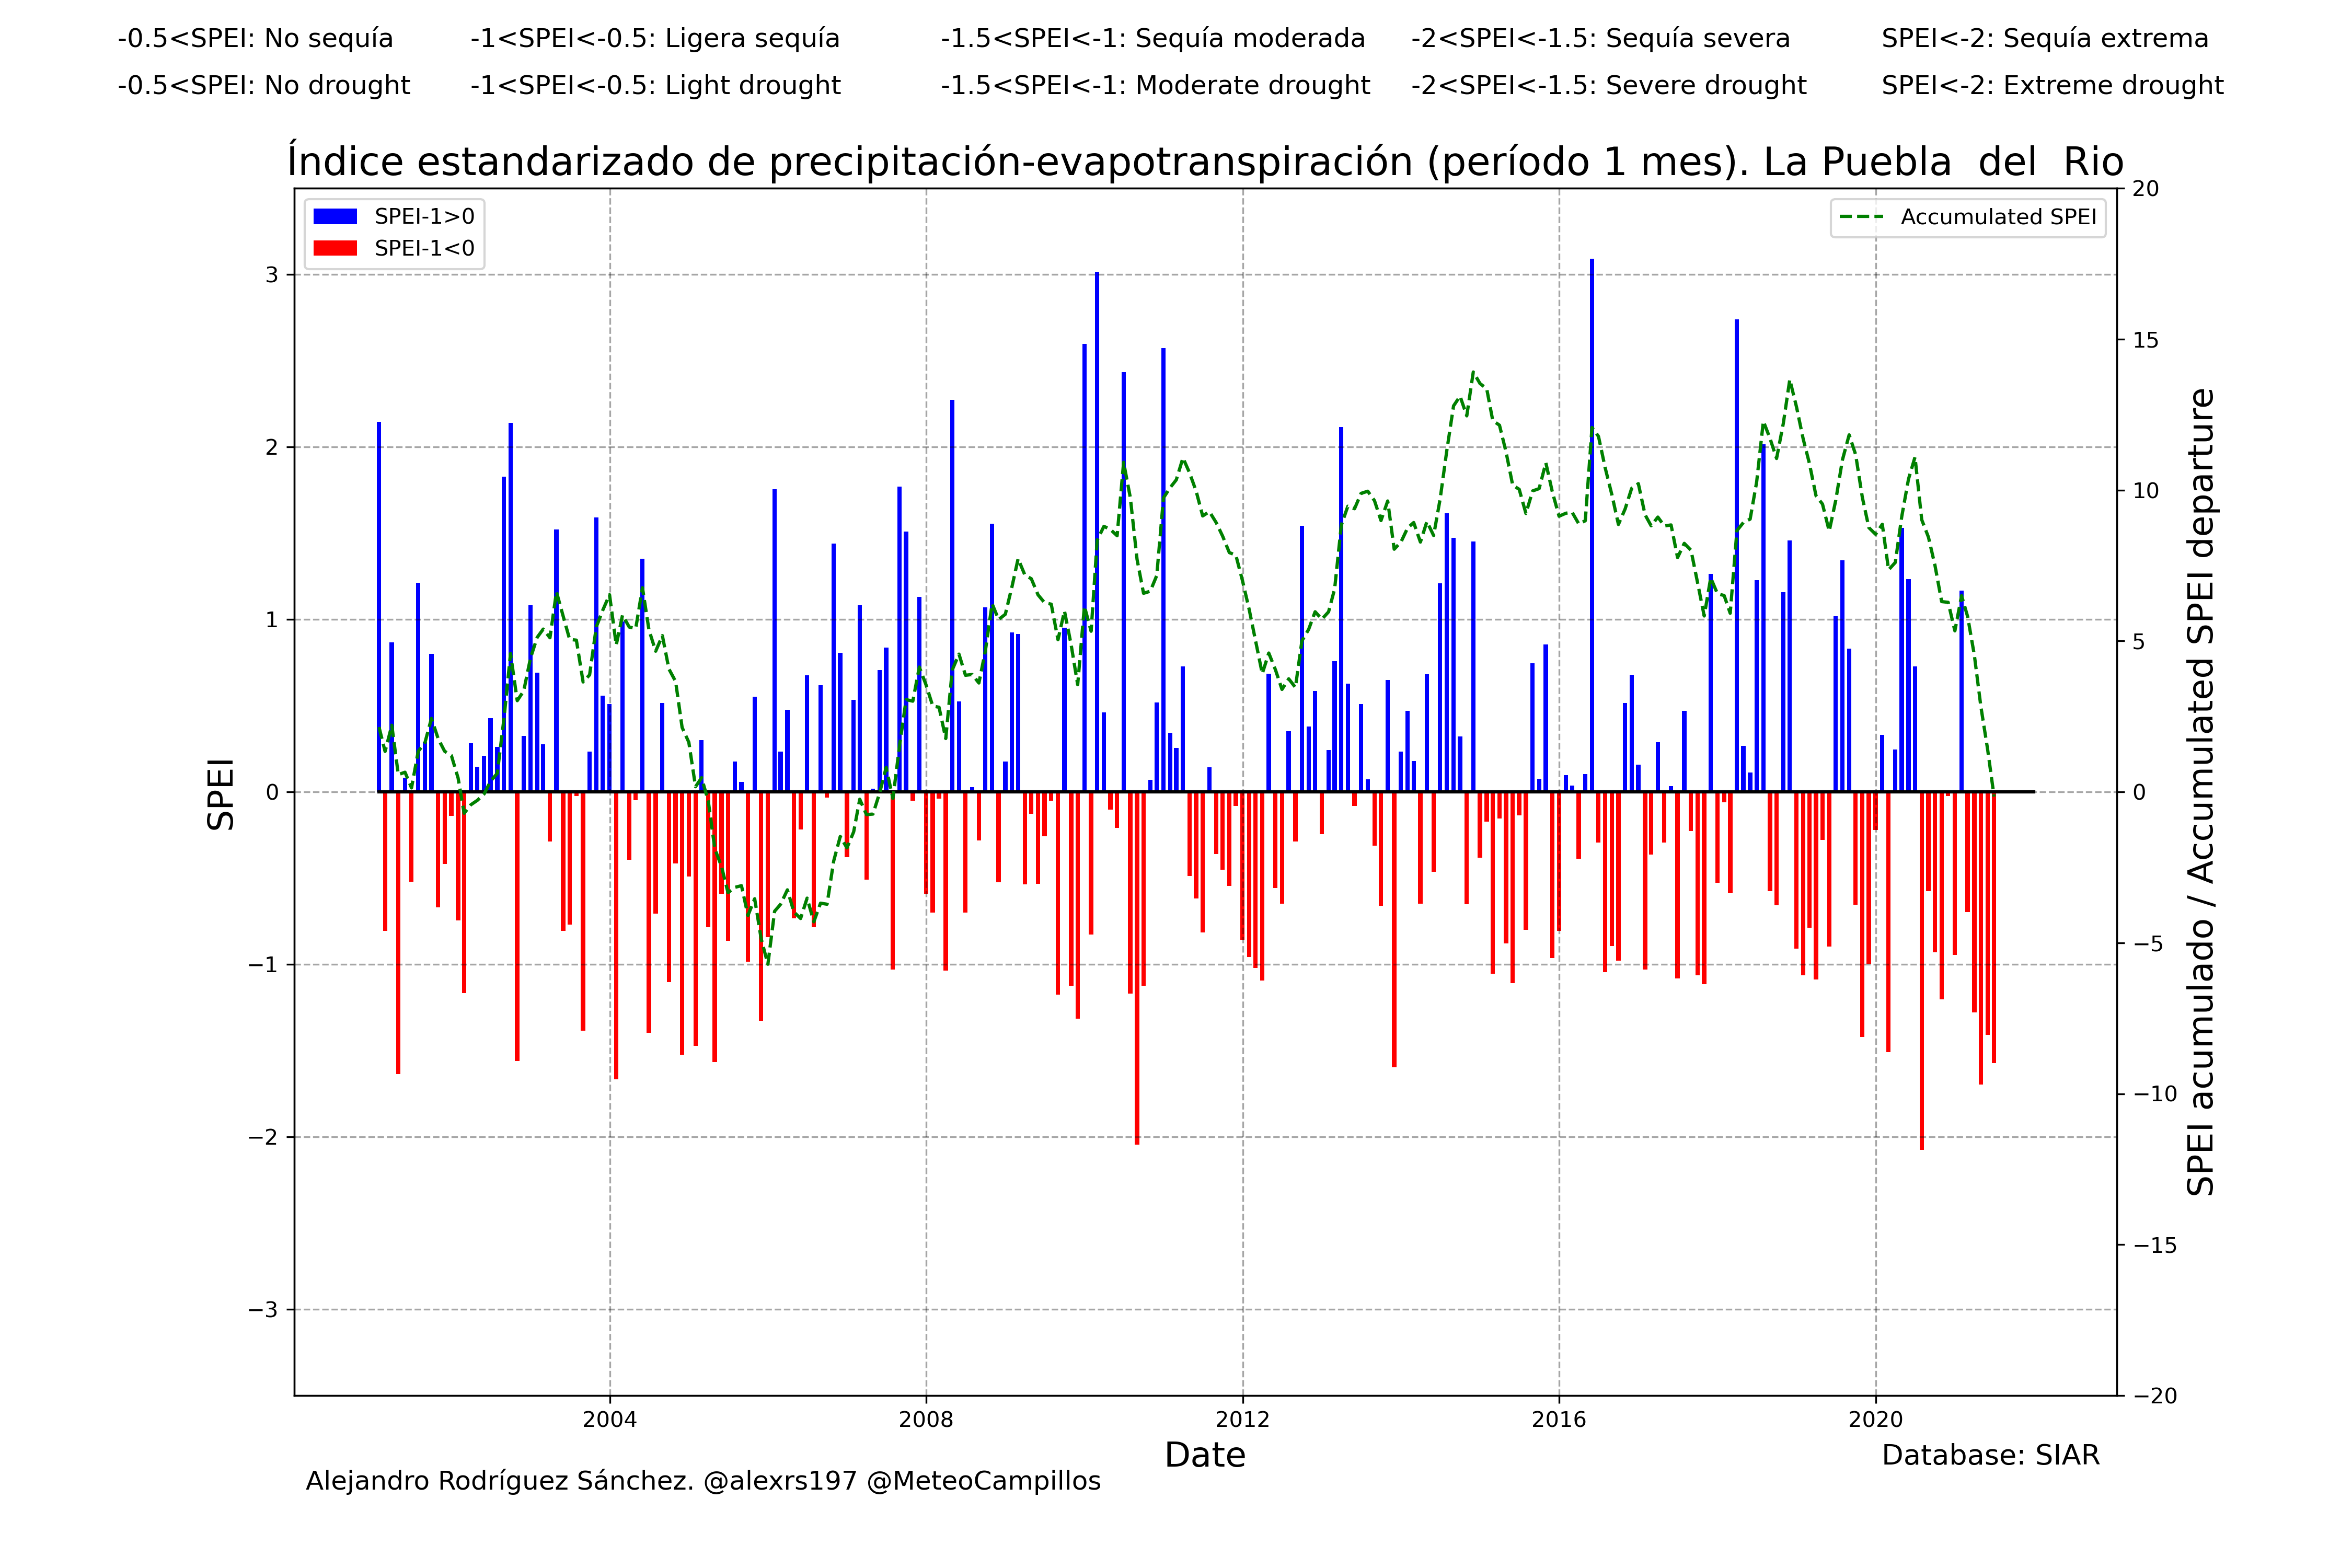 -0.5<SPEI: No sequía -1<SPEI<-0.5: Ligera sequía -1.5<SPEI<-1: Sequía moderada -2<SPEI<-1.5: Sequía severa SPEI<-2: Sequía extrema
-0.5<SPEI: No drought -1<SPEI<-0.5: Light drought -1.5<SPEI<-1: Moderate drought -2<SPEI<-1.5: Severe drought SPEI<-2: Extreme drought
Índice estandarizado de precipitación-evapotranspiración (período 1 mes). La Puebla  del  Rio
SPEI-1>0
SPEI-1<0
Accumulated SPEI
SPEI
3
2
1
0
−1
−2
−3
20
15
10
5
0
−5
−10
−15
−20
SPEI acumulado / Accumulated SPEI departure
2004 2008 2012 2016 2020
Date
Database: SIAR
Alejandro Rodríguez Sánchez. @alexrs197 @MeteoCampillos